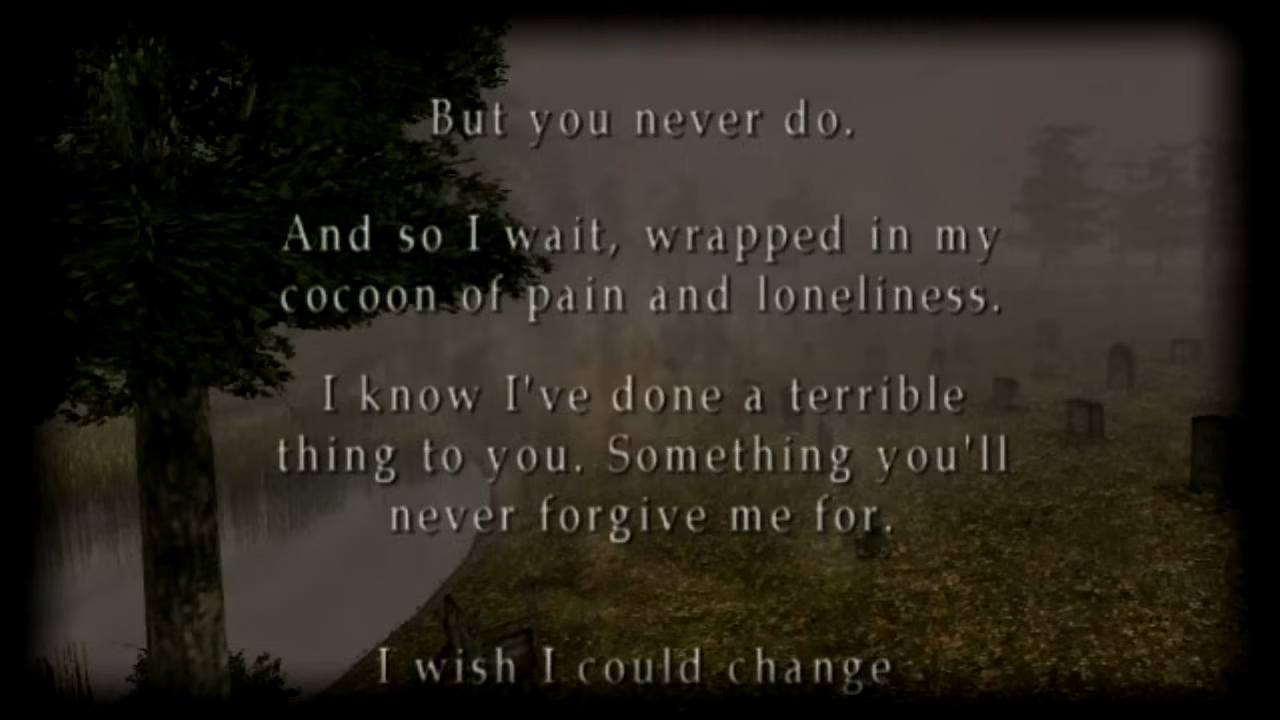 But you never do.
And so I wait, wrapped in my
cocoon of pain and loneliness.
I know I've done a terrible
thing to you. Something you'll
never forgive me for.
I wish I could change